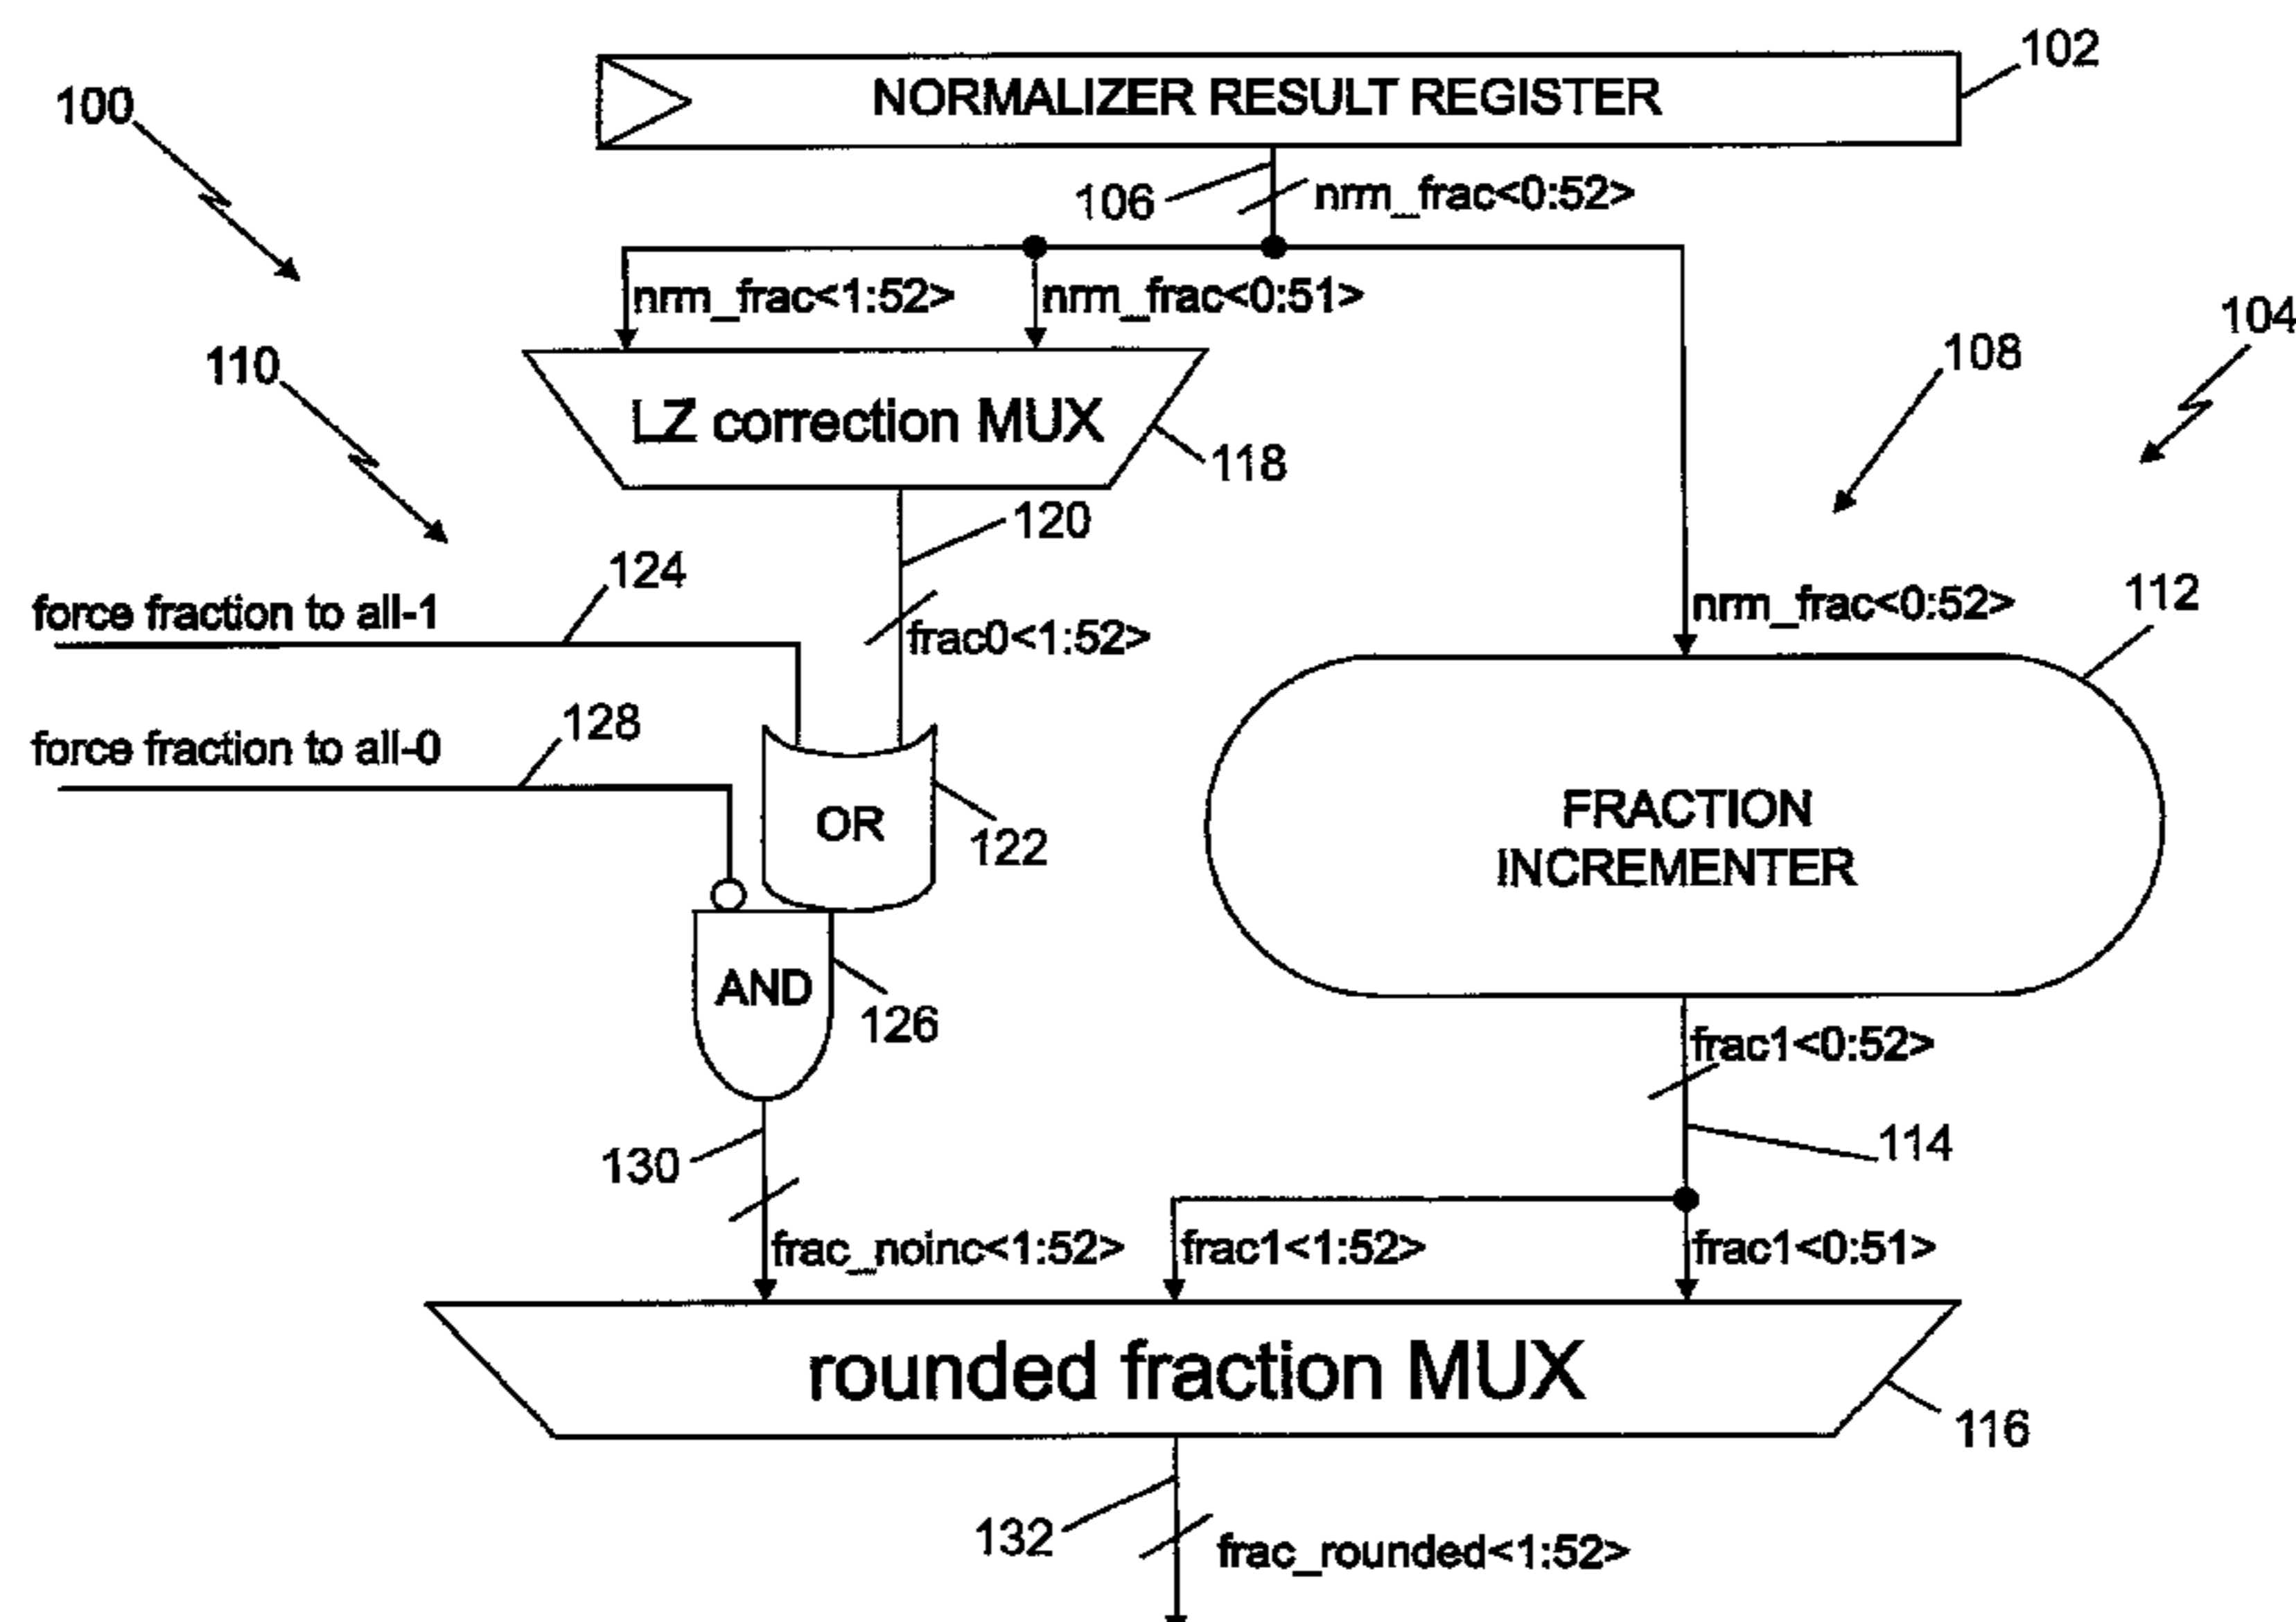 NORMALIZER RESULT REGISTER
102
100
106
nrm_frac<0:52>
nrm_frac<1:52>
nrm_frac<0:51>
104
108
110
LZ correction MUX
118
120
124
force fraction to all-1
frac0<1:52>
nrm_frac<0:52>
112
128
force fraction to all-0
OR
122
FRACTION
INCREMENTER
AND
126
frac1<0:52>
130
114
frac_noinc<1:52>
frac1<1:52>
frac1<0:51>
rounded fraction MUX
116
132
frac_rounded<1:52>